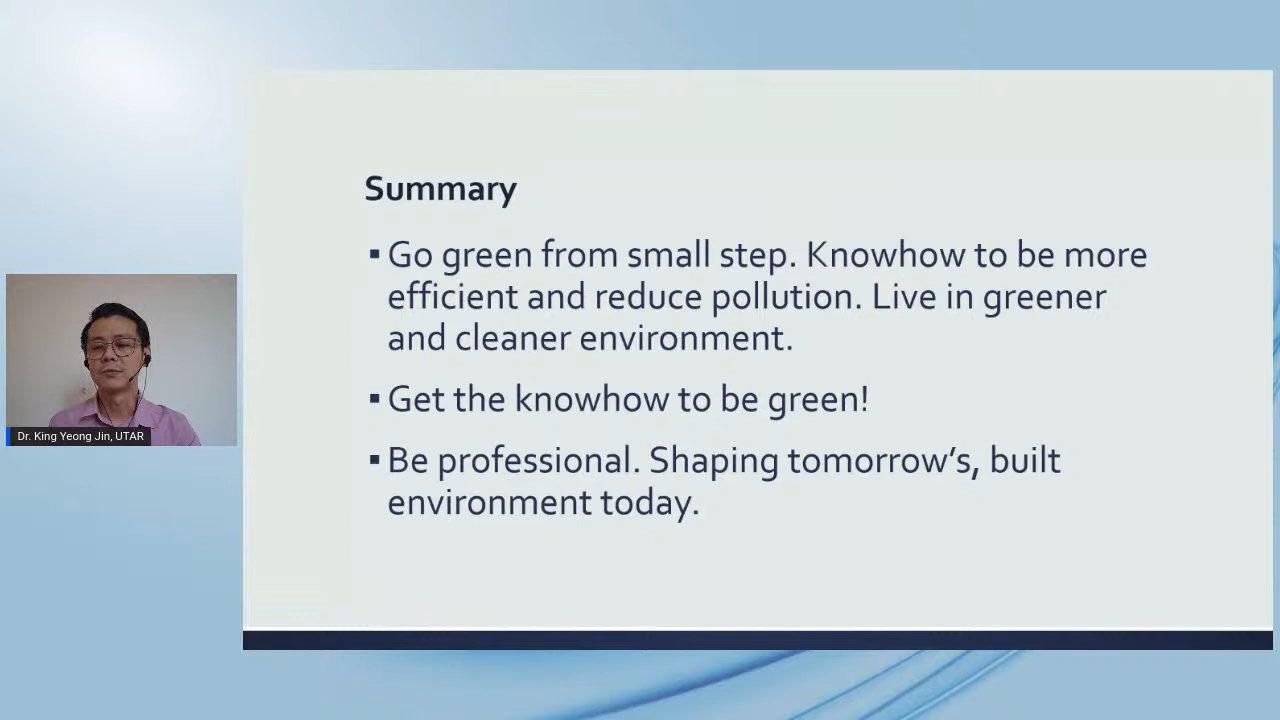 Summary
▪ Go green from small step. Knowhow to be more
efficient and reduce pollution. Live in greener
and cleaner environment.
▪ Get the knowhow to be green!
▪ Be professional. Shaping tomorrow’s, built
environment today.
Dr. King Yeong Jin, UTAR